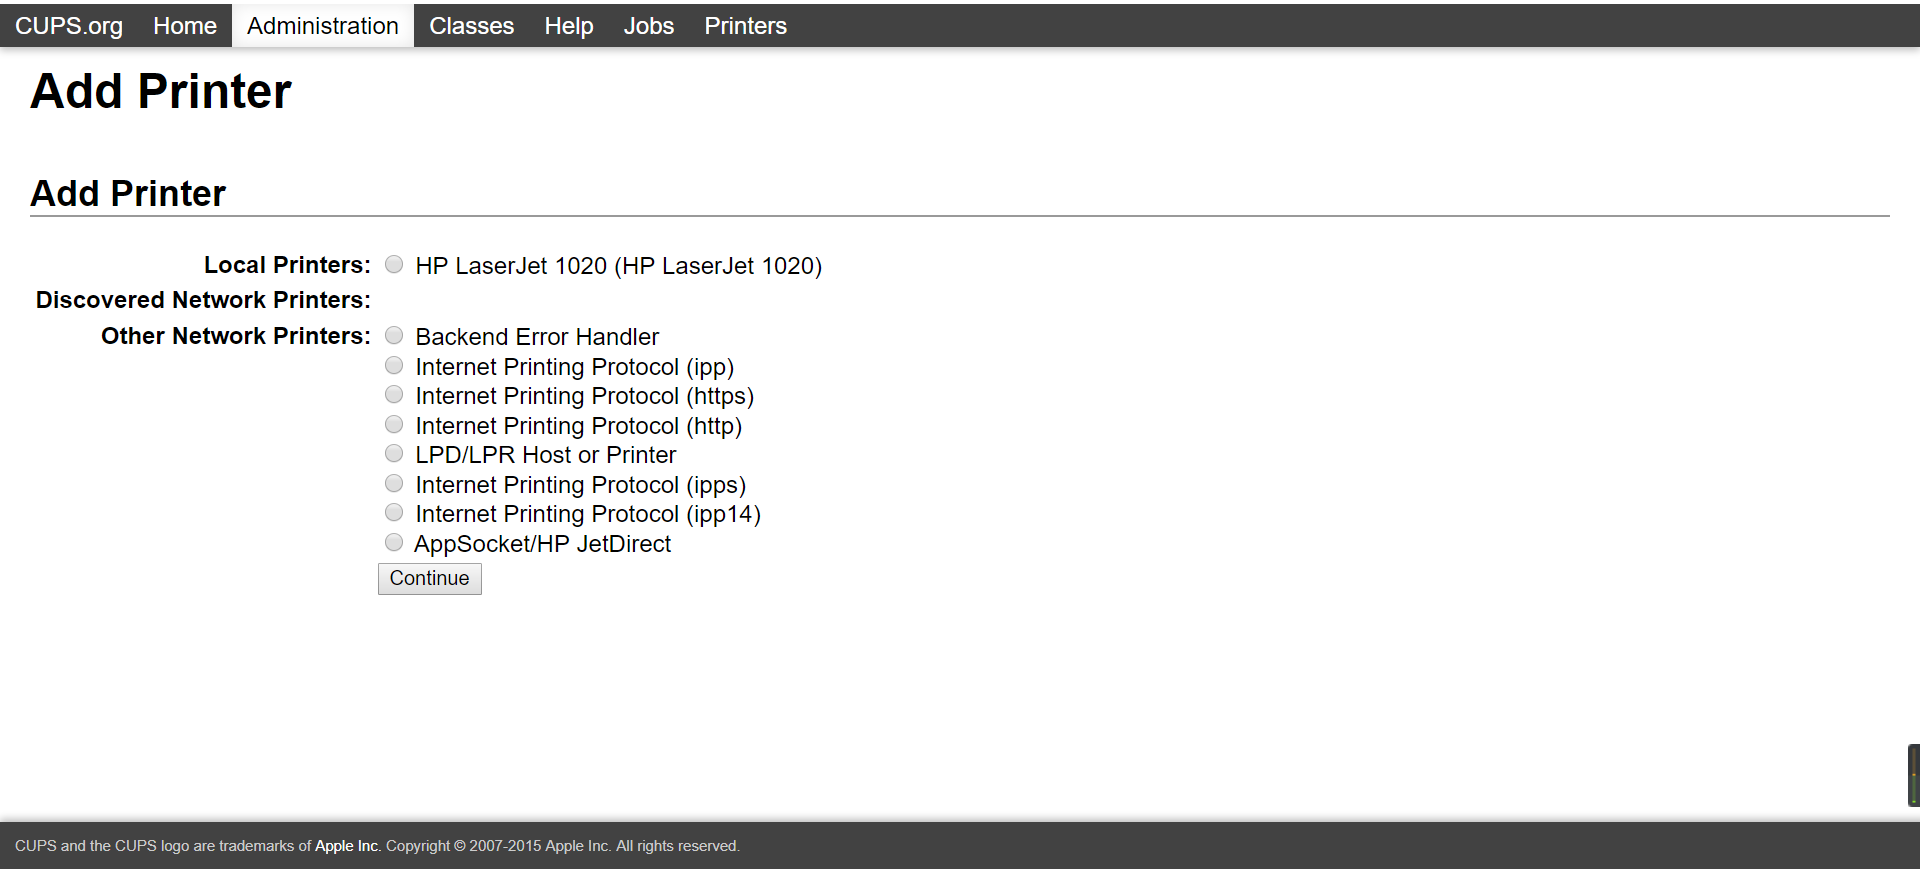 CUPS.org Home Administration Classes Help Jobs Printers
Add Printer
Add Printer
Local Printers: HP LaserJet 1020 (HP LaserJet 1020)
Discovered Network Printers:
Other Network Printers: Backend Error Handler
Internet Printing Protocol (ipp)
Internet Printing Protocol (https)
Internet Printing Protocol (http)
LPD/LPR Host or Printer
Internet Printing Protocol (ipps)
Internet Printing Protocol (ipp14)
AppSocket/HP JetDirect
Continue
CUPS and the CUPS logo are trademarks of Apple Inc. Copyright © 2007-2015 Apple Inc. All rights reserved.